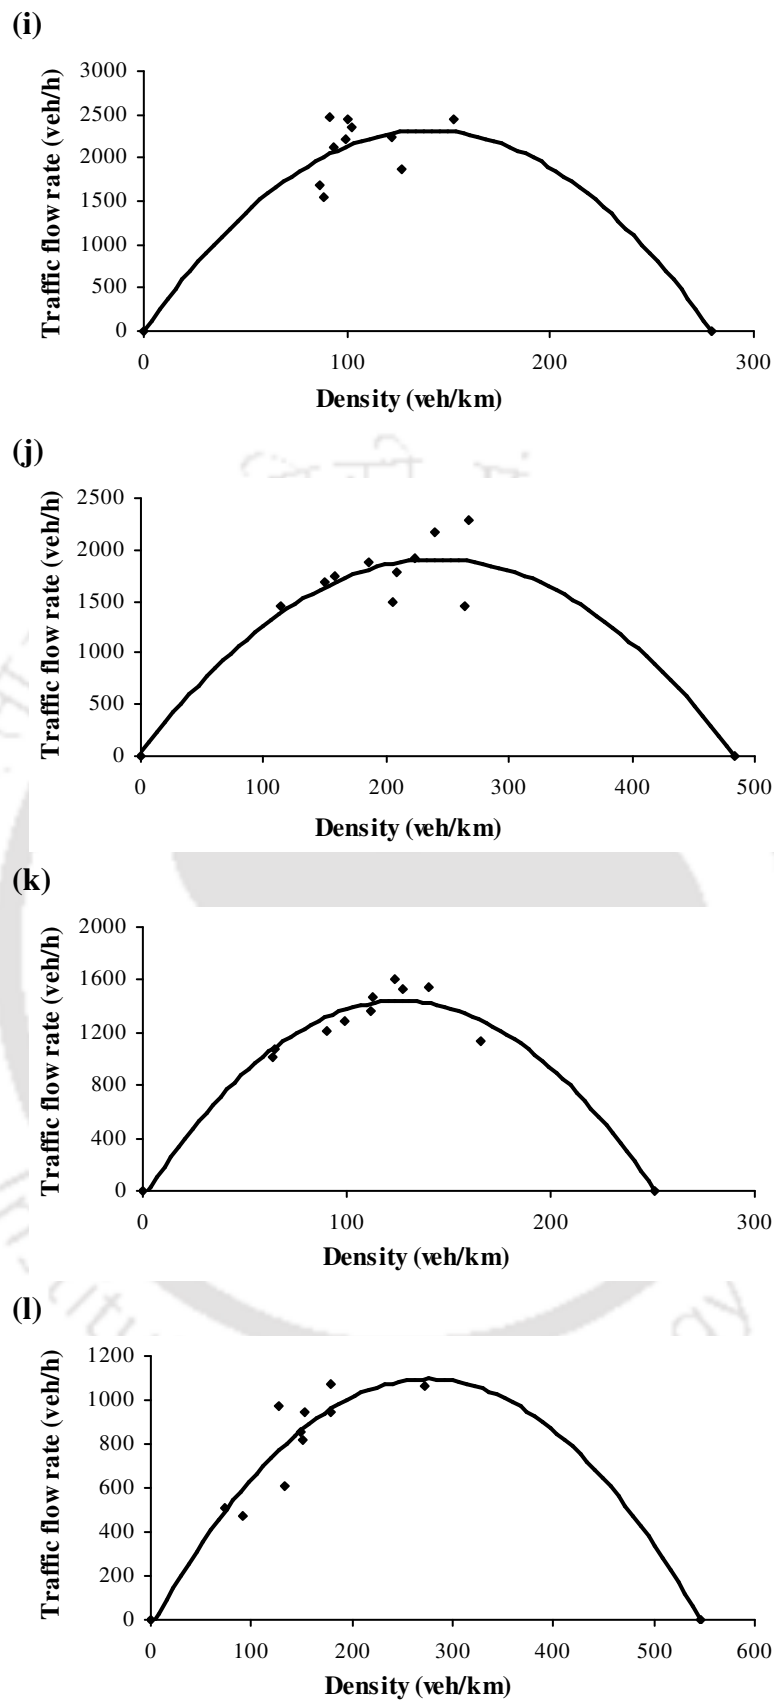 (i)
Traffic flow rate (veh/h)
3000
2500
2000
1500
1000
500
0
0 100 200 300
Density (veh/km)
(j)
Traffic flow rate (veh/h)
2500
2000
1500
1000
500
0
0 100 200 300 400 500
Density (veh/km)
(k)
Traffic flow rate (veh/h)
2000
1600
1200
800
400
0
0 100 200 300
Density (veh/km)
(l)
Traffic flow rate (veh/h)
1200
1000
800
600
400
200
0
0 100 200 300 400 500 600
Density (veh/km)